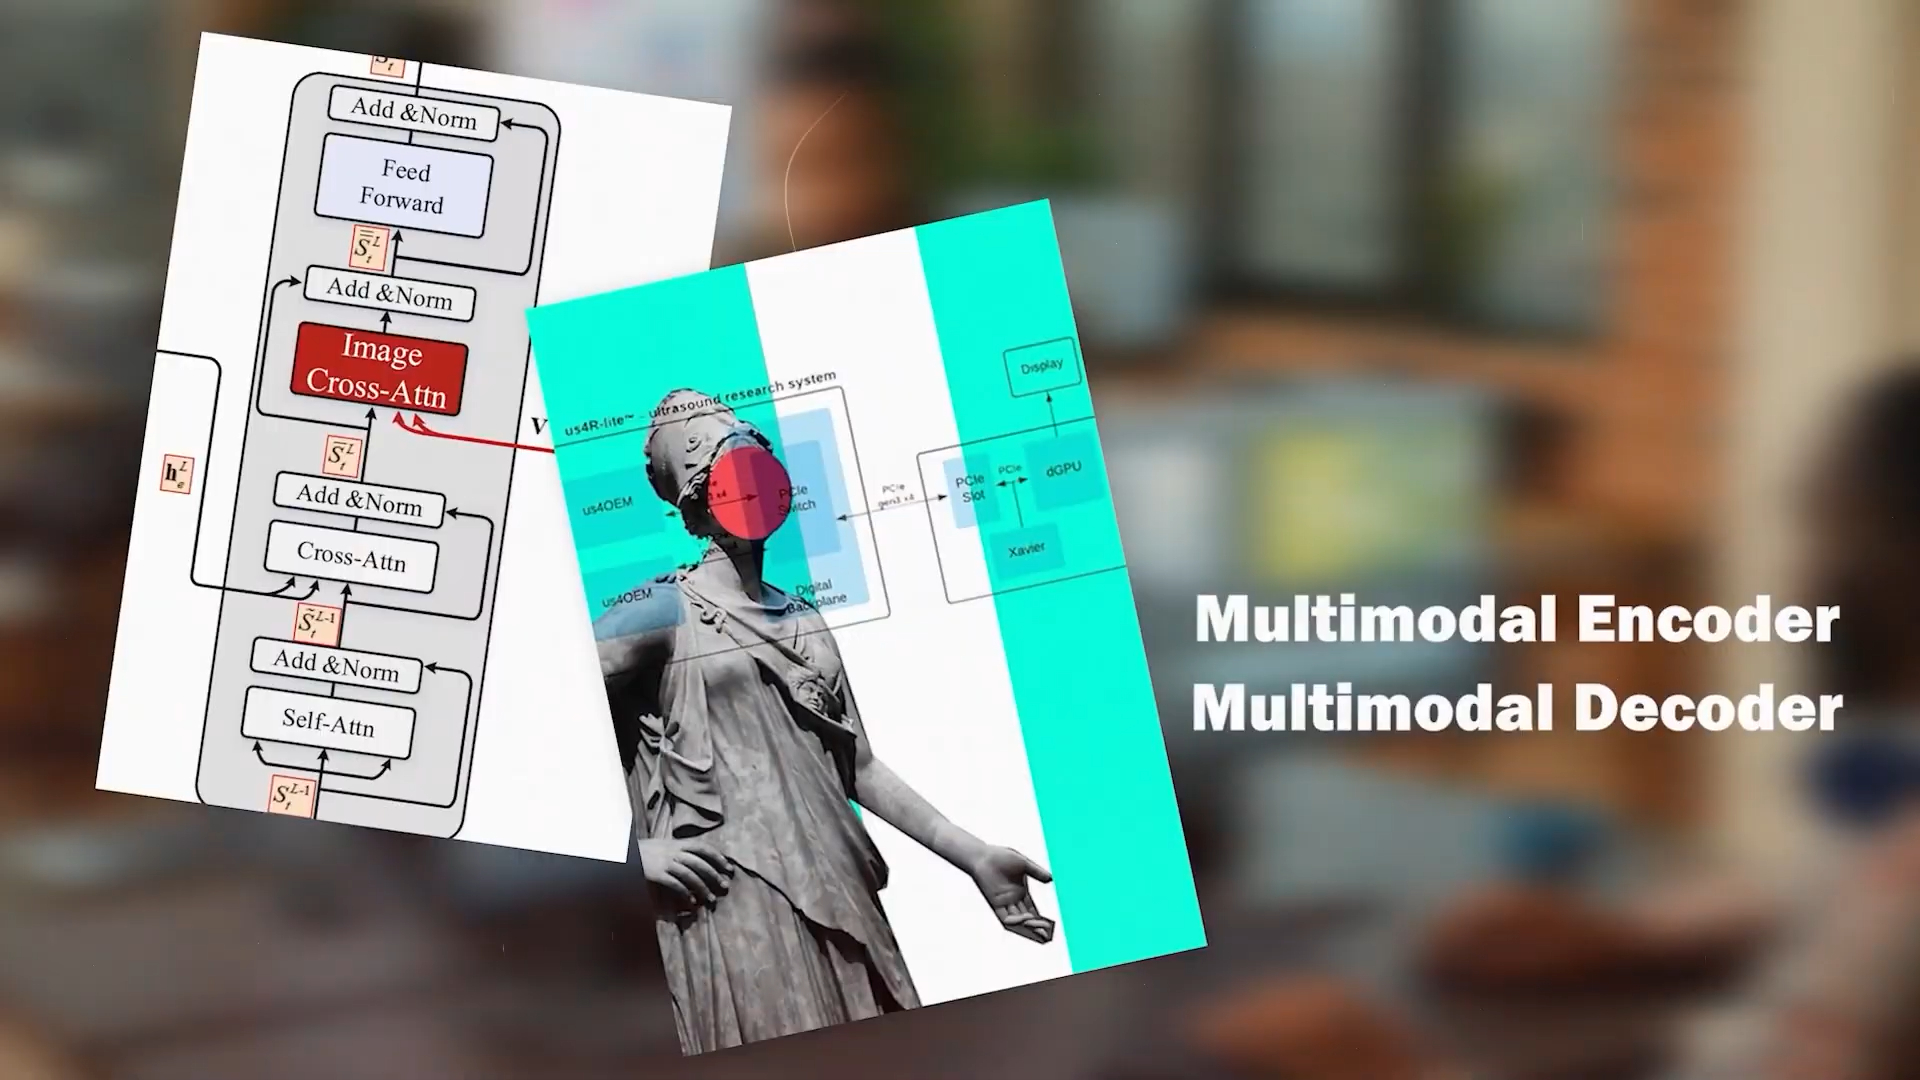 Add &Norm
Feed
Forward
Add &Norm
Image
Cross-Attn
V
Add &Norm
Cross-Attn
Add &Norm
Self-Attn
us4R-lite™ – ultrasound research system
us4OEM
us4OEM
PCIe
Switch
Digital
Backplane
PCIe
gen3 x4
PCIe
Slot
PCIe
dGPU
Xavier
Display
Multimodal Encoder
Multimodal Decoder